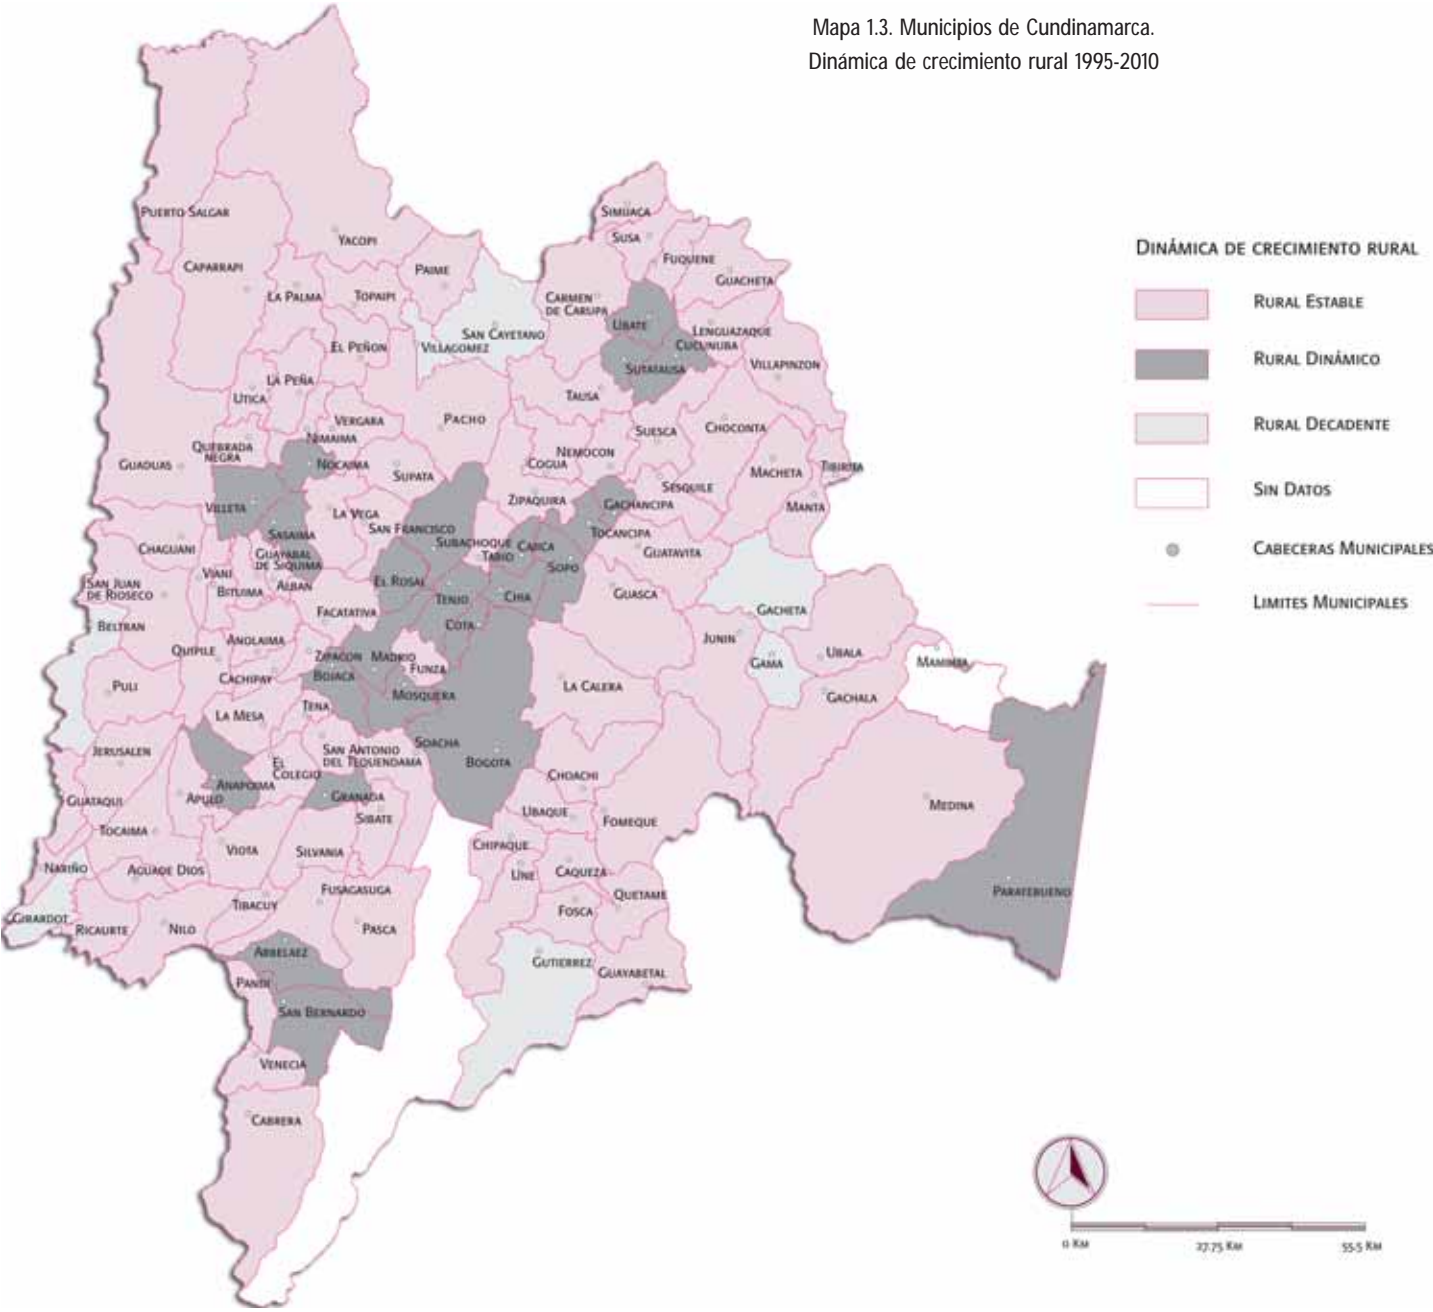 Mapa 1.3. Municipios de Cundinamarca.
Dinámica de crecimiento rural 1995-2010
PUERTO SALGAR
YACOPI
CAPARRAPI
LA PALMA
TOPAIPI
PAIME
SAN CAYETANO
VILLAGOMEZ
EL PEÑON
LA PEÑA
UTICA
SIMIJACA
SUSA
FUQUENE
GUACHETA
CARMEN
DE CARUPA
UBATE
LENGUAZAQUE
CUCUNUBA
SUTATAUSA
VILLAPINZON
TAUSA
PACHO
VERGARA
NIMAIMA
QUEBRADA
NEGRA
NOCAIMA
GUADUAS
SUPATA
SUESCA
CHOCONTA
NEMOCON
COGUA
MACHETA
TIBIRITA
SESQUILE
MANTA
ZIPAQUIRA
GACHANCIPA
TOCANCIPA
VILLETA
LA VEGA
SAN FRANCISCO
SASAIMA
SUBACHOQUE
TABIO
CAJICA
SOPO
GUATAVITA
CHAGUANI
GUAYABAL
DE SIQUIMA
VIANI
BITUIMA
ALBAN
EL ROSAL
TENJO
CHIA
GUASCA
GACHETA
SAN JUAN
DE RIOSECO
BELTRAN
FACATATIVA
COTA
ANOLAIMA
QUIPILE
ZIPACON
MADRIO
FUNZA
BOJACA
MOSQUERA
CACHIPAY
PULI
LA CALERA
JUNIN
GAMA
UBALA
MAMIMBA
GACHALA
TENA
LA MESA
SOACHA
BOGOTA
JERUSALEN
SAN ANTONIO
DEL TEQUENDAMA
EL
COLEGIO
ANAPOIMA
APULO
GRANADA
SIBATE
CHOACHI
GUATAQUI
UBAQUE
FOMEQUE
MEDINA
TOCAIMA
VIOTA
SILVANIA
CHIPAQUE
NARIÑO
AGUADE DIOS
UNE
CAQUEZA
QUETAME
PARATEBUENO
FUSAGASUGA
TIBACUY
FOSCA
GIRARDOT
RICAURTE
NILO
PASCA
ARBELAEZ
GUTIERREZ
GUAYABETAL
PANDI
SAN BERNARDO
VENECIA
CABRERA
DINÁMICA DE CRECIMIENTO RURAL
RURAL ESTABLE
RURAL DINÁMICO
RURAL DECADENTE
SIN DATOS
CABECERAS MUNICIPALES
LIMITES MUNICIPALES
0 KM
27.75 KM
55.5 KM